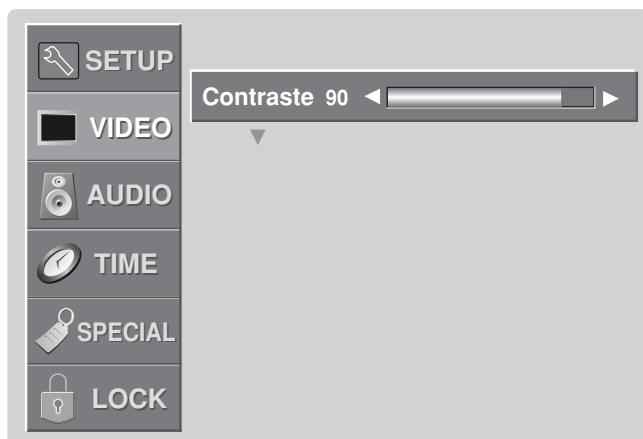 SETUP
Contraste 90
VIDEO
AUDIO
TIME
SPECIAL
LOCK